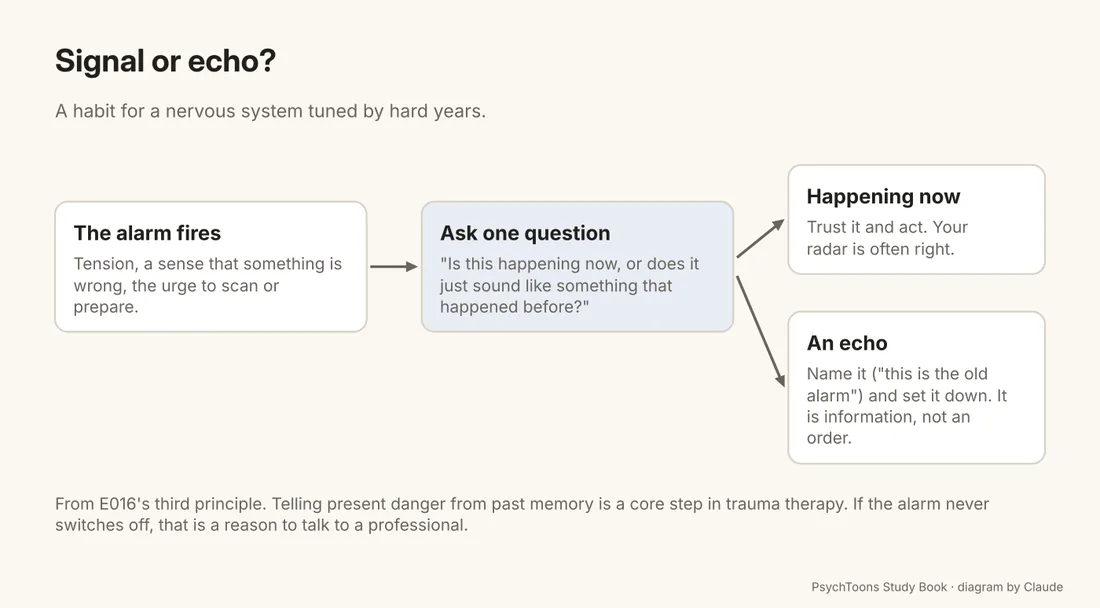 Signal or echo?
A habit for a nervous system tuned by hard years.
The alarm fires
Tension, a sense that something is
wrong, the urge to scan or
prepare.
Ask one question
"Is this happening now, or does it
just sound like something that
happened before?"
Happening now
Trust it and act. Your
radar is often right.
An echo
Name it ("this is the old
alarm") and set it down. It
is information, not an
order.
From E016's third principle. Telling present danger from past memory is a core step in trauma therapy. If the alarm never
switches off, that is a reason to talk to a professional.
PsychToons Study Book · diagram by Claude